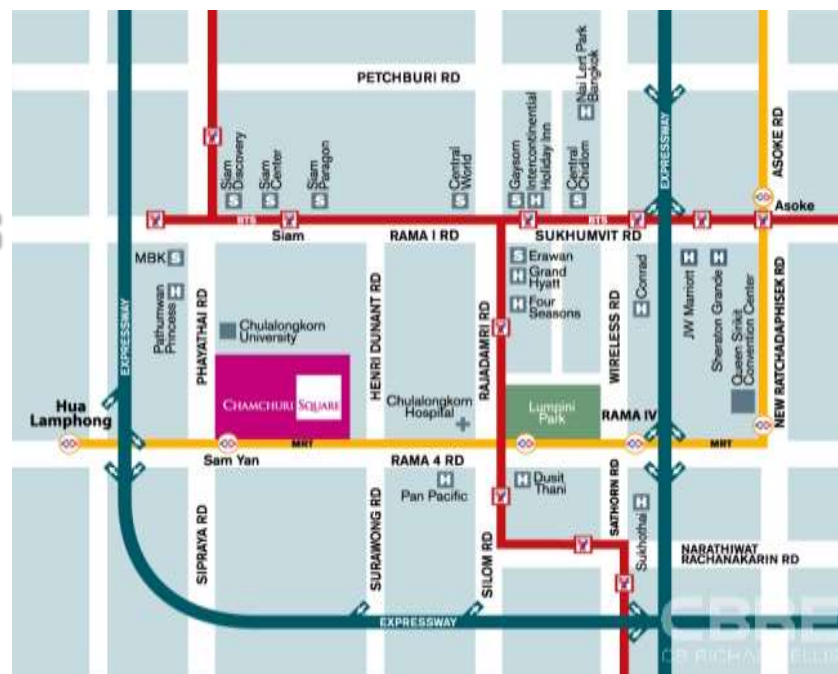 PETCHBURI RD
Nai Lert Park
Bangkok
H
EXPRESSWAY
ASOKE RD
Siam
Discovery
S
Siam
Center
S
Siam
Paragon
S
Central
World
S
Gaysorn
S
Intercontinental
Holiday Inn
H
Central
Chidlom
S
Asoke
BTS
BTS
Siam
RAMA I RD
SUKHUMVIT RD
MBK S
Pathumwan
Princess
H
EXPRESSWAY
PHAYATHAI RD
Chulalongkorn
University
HENRI DUNANT RD
RAJADAMRI RD
S Erawan
H Grand
Hyatt
H Four
Seasons
WIRELESS RD
Conrad
H
JW Marriott
H
Sheraton Grande
H
Queen Sirikit
Convention Center
NEW RATCHADAPHISEK RD
CHAMCHURI SQUARE
Chulalongkorn
Hospital
Lumpini
Park
RAMA IV
Hua
Lamphong
MRT
MRT
Sam Yan
RAMA 4 RD
H
Pan Pacific
H Dusit
Thani
SIPRAYA RD
SURAWONG RD
SILOM RD
SATHORN RD
Sukhothai
H
NARATHIWAT
RACHANAKARIN RD
EXPRESSWAY
CBRE
CB RICHARD ELLIS